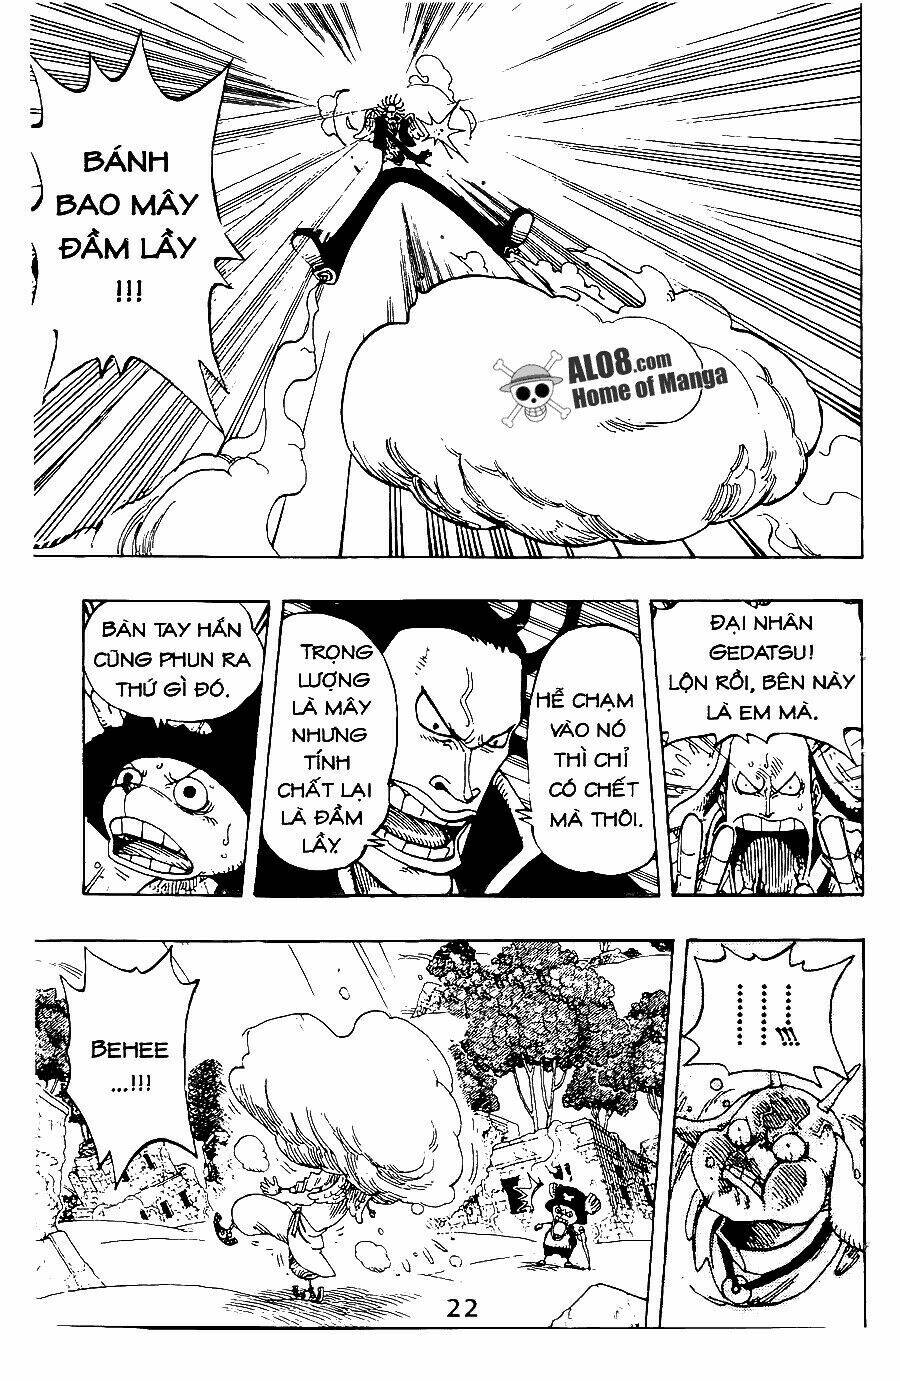 BÁNH
BAO MÂY
ĐẦM LẦY
!!!
ALO8.com
Home of Manga
ĐẠI NHÂN
GEDATSU!
LỘN RỒI, BÊN NÀY
LÀ EM MÀ.
HỄ CHẠM
VÀO NÓ
THÌ CHỈ
CÓ CHẾT
MÀ THÔI.
TRỌNG
LƯỢNG
LÀ MÂY
NHƯNG
TÍNH
CHẤT LẠI
LÀ ĐẦM
LẦY.
BÀN TAY HẮN
CŨNG PHUN RA
THỨ GÌ ĐÓ.
!!!
BEHEE
...!!!
22